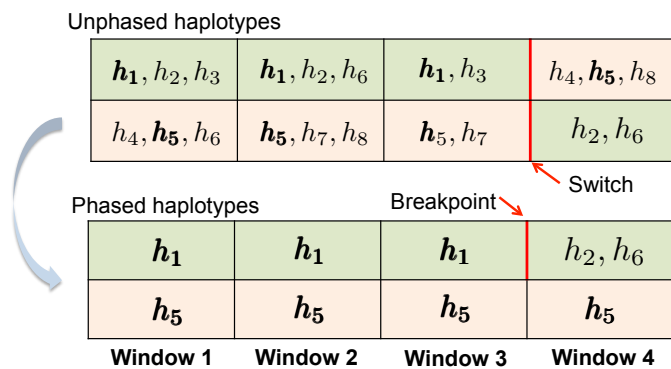 Unphased haplotypes
h₁, h₂, h₃ h₁, h₂, h₆ h₁, h₃ h₄, h₅, h₈
h₄, h₅, h₆ h₅, h₇, h₈ h₅, h₇ h₂, h₆
Switch
Breakpoint
Phased haplotypes
h₁ h₁ h₁ h₂, h₆
h₅ h₅ h₅ h₅
Window 1 Window 2 Window 3 Window 4